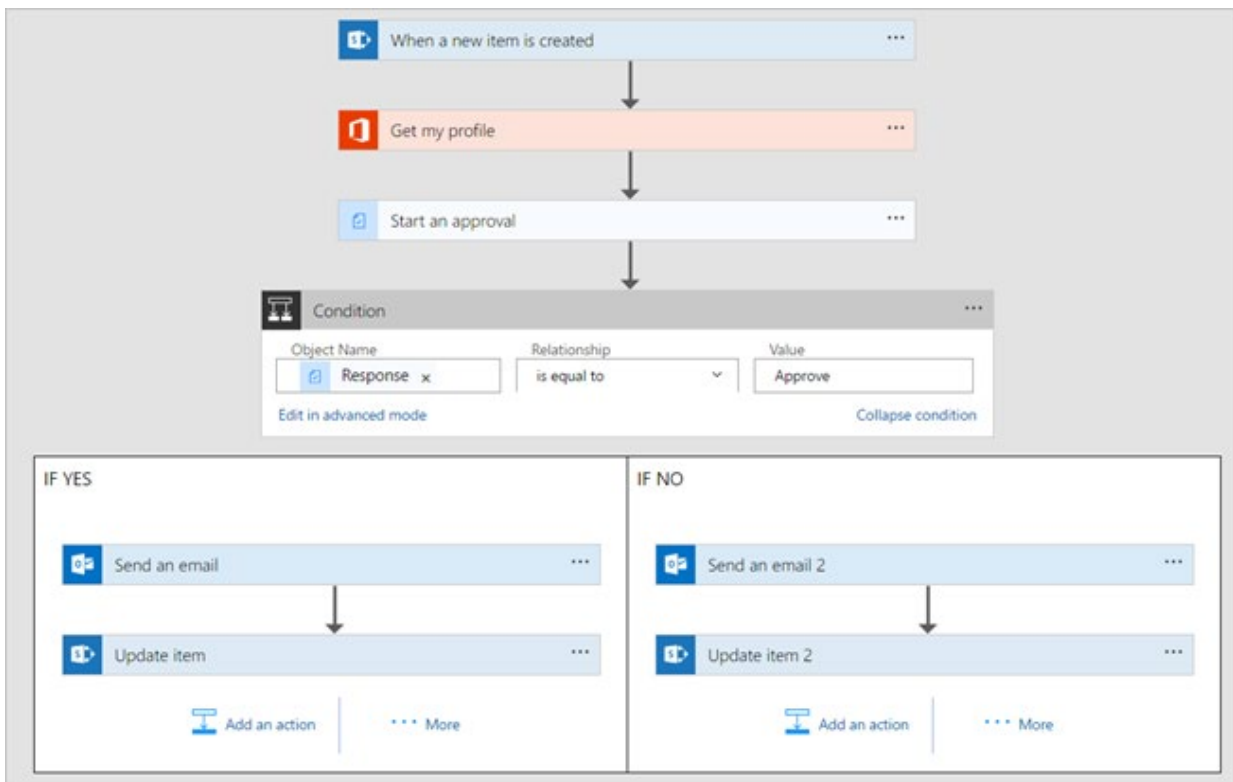 When a new item is created
Get my profile
Start an approval
Condition
Object Name Relationship Value
Response x is equal to Approve
Edit in advanced mode Collapse condition
IF YES IF NO
Send an email Send an email 2
Update item Update item 2
Add an action More Add an action More